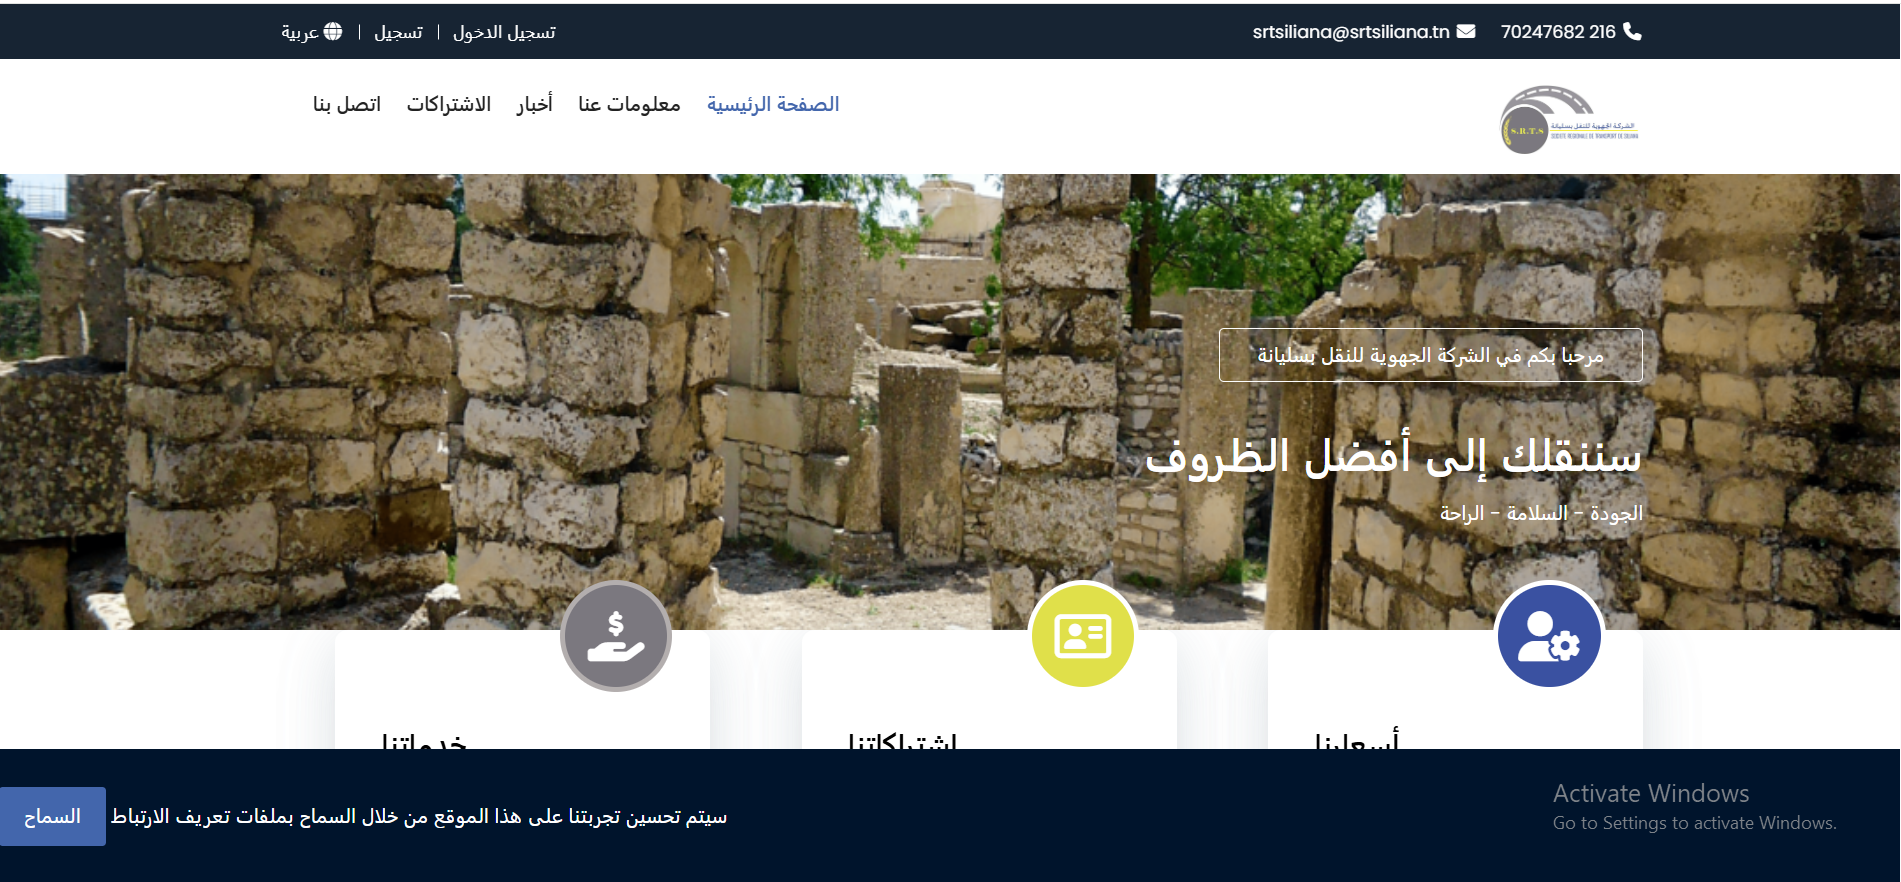 70247682 216
srtsiliana@srtsiliana.tn
تسجيل الدخول | تسجيل | عربية
الشركة الجهوية للنقل بسليانة
SOCIETE REGIONALE DE TRANSPORT DE SILIANA
S.R.T.S
الصفحة الرئيسية معلومات عنا أخبار الاشتراكات اتصل بنا
مرحبا بكم في الشركة الجهوية للنقل بسليانة
سننقلك إلى أفضل الظروف
الجودة - السلامة - الراحة
أسعارنا
اشتراكاتنا
خدماتنا
سيتم تحسين تجربتنا على هذا الموقع من خلال السماح بملفات تعريف الارتباط
السماح
Activate Windows
Go to Settings to activate Windows.